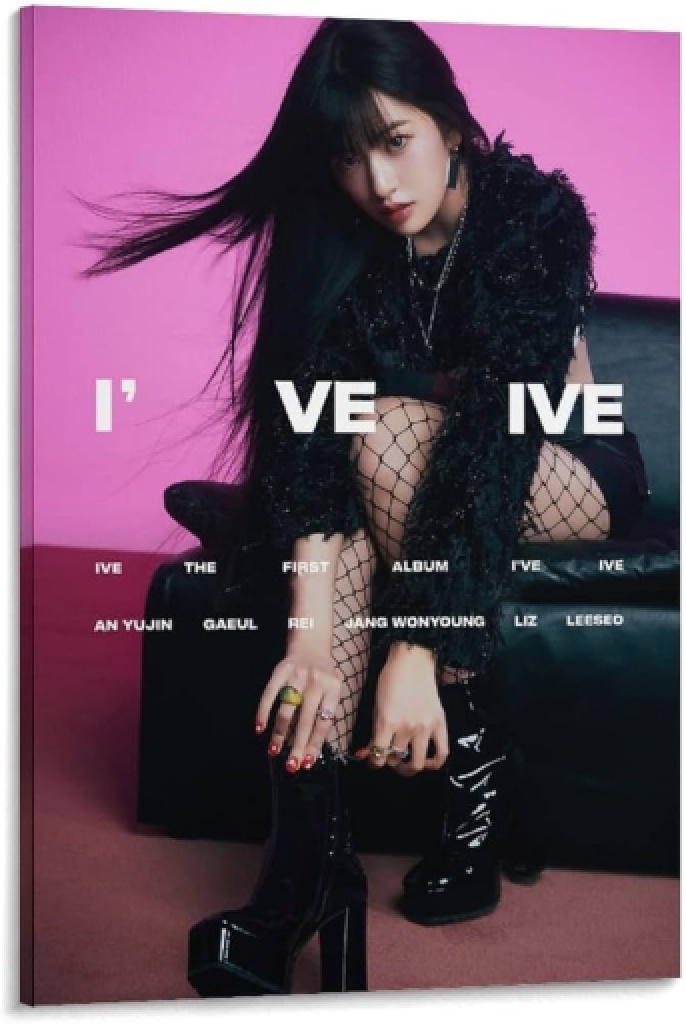 I' VE IVE
IVE THE FIRST ALBUM I'VE IVE
AN YUJIN GAEUL REI JANG WONYOUNG LIZ LEESEO